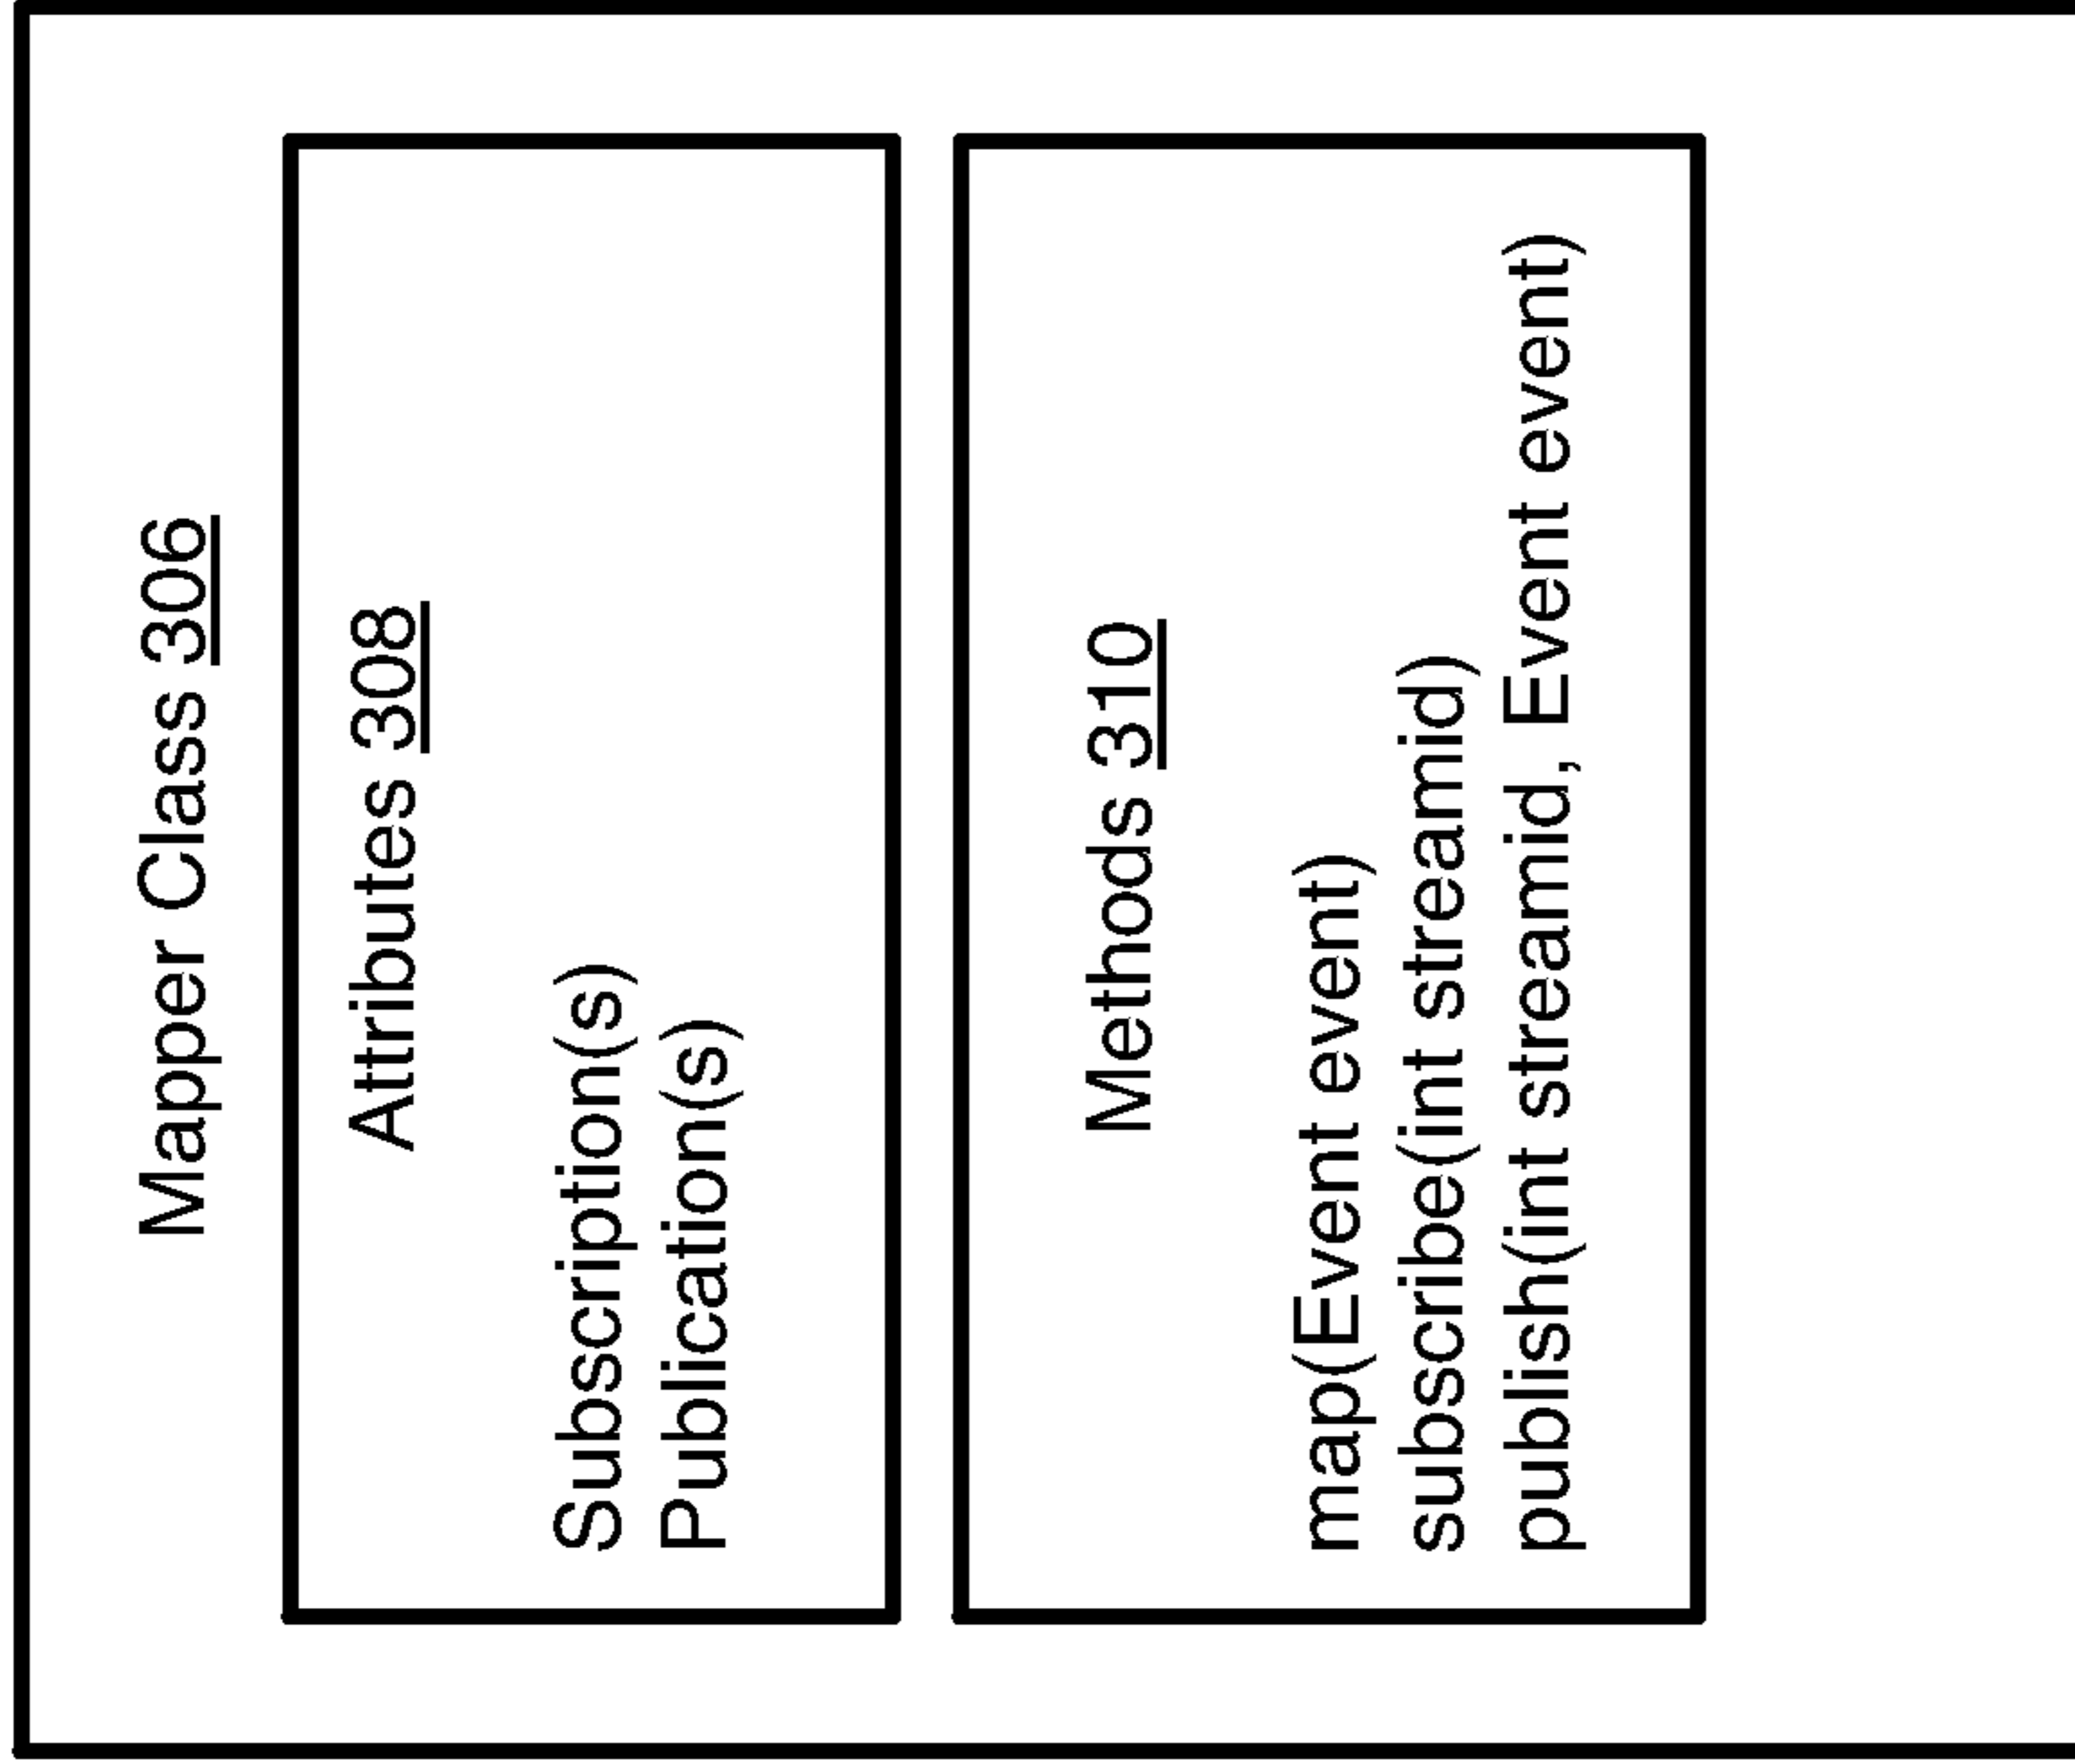 Mapper Class 306
Attributes 308
Subscription(s)
Publication(s)
Methods 310
map(Event event)
subscribe(int streamid)
publish(int streamid, Event event)